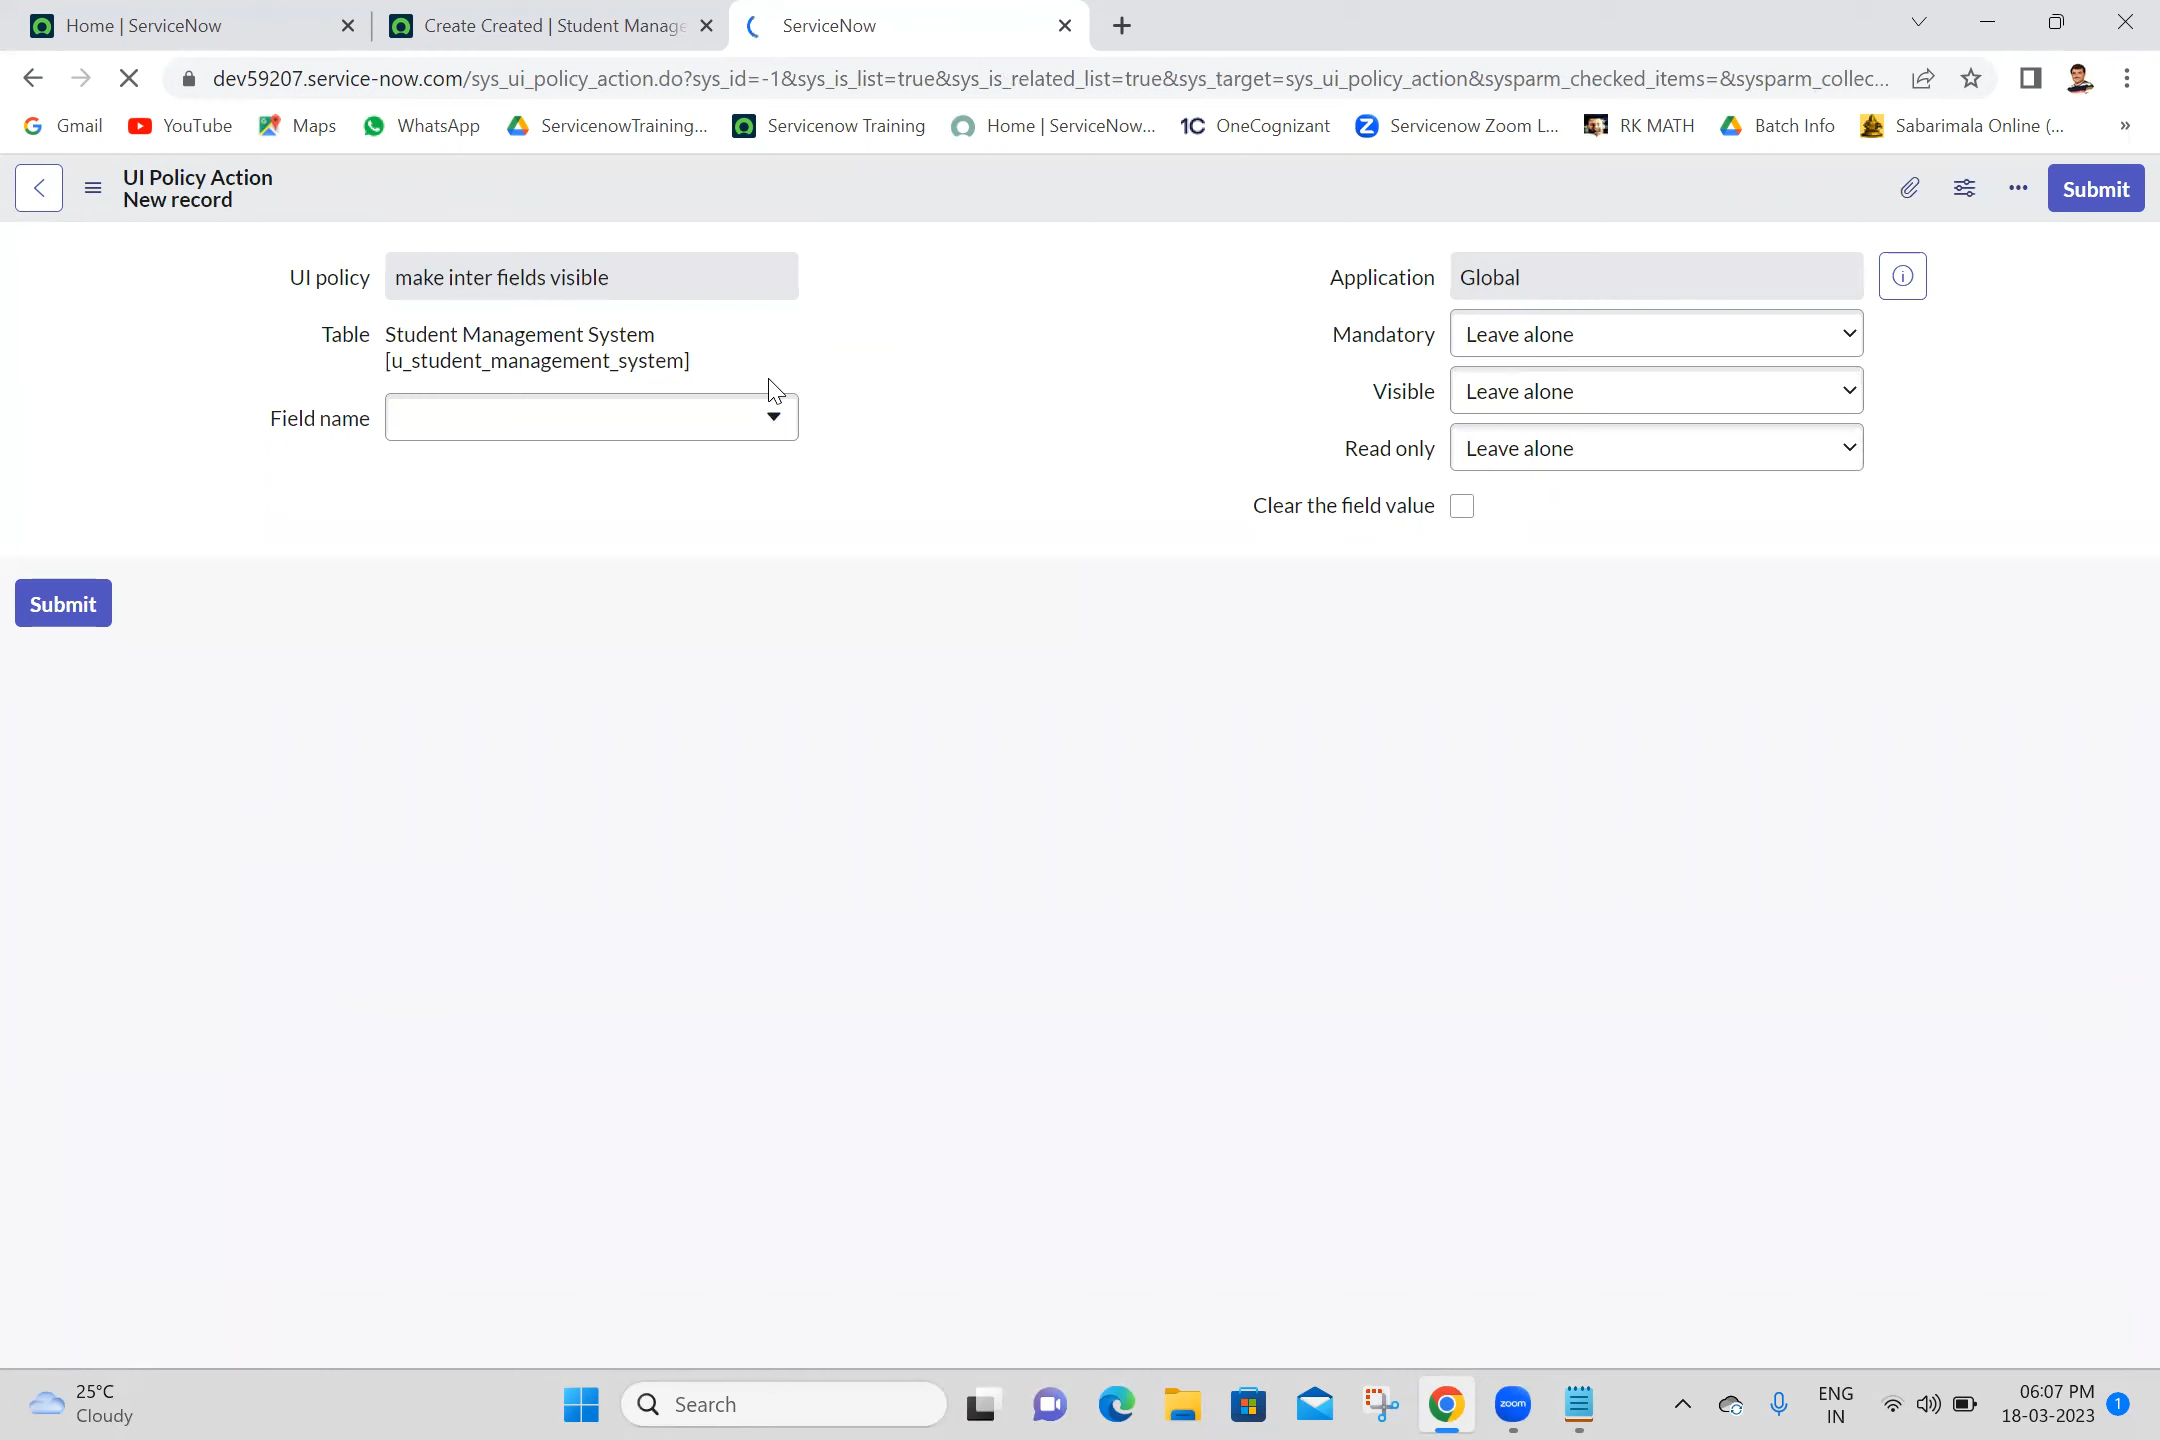 Home | ServiceNow
Create Created | Student Manage
ServiceNow
dev59207.service-now.com/sys_ui_policy_action.do?sys_id=-1&sys_is_list=true&sys_is_related_list=true&sys_target=sys_ui_policy_action&sysparm_checked_items=&sysparm_collec...
Gmail
YouTube
Maps
WhatsApp
ServicenowTraining...
Servicenow Training
Home | ServiceNow...
1C OneCognizant
Servicenow Zoom L...
RK MATH
Batch Info
Sabarimala Online (...
»
UI Policy Action
New record
Submit
UI policy make inter fields visible
Table Student Management System
[u_student_management_system]
Field name
Application Global
Mandatory Leave alone
Visible Leave alone
Read only Leave alone
Clear the field value
Submit
25°C
Cloudy
Search
zoom
ENG
IN
06:07 PM
18-03-2023
1